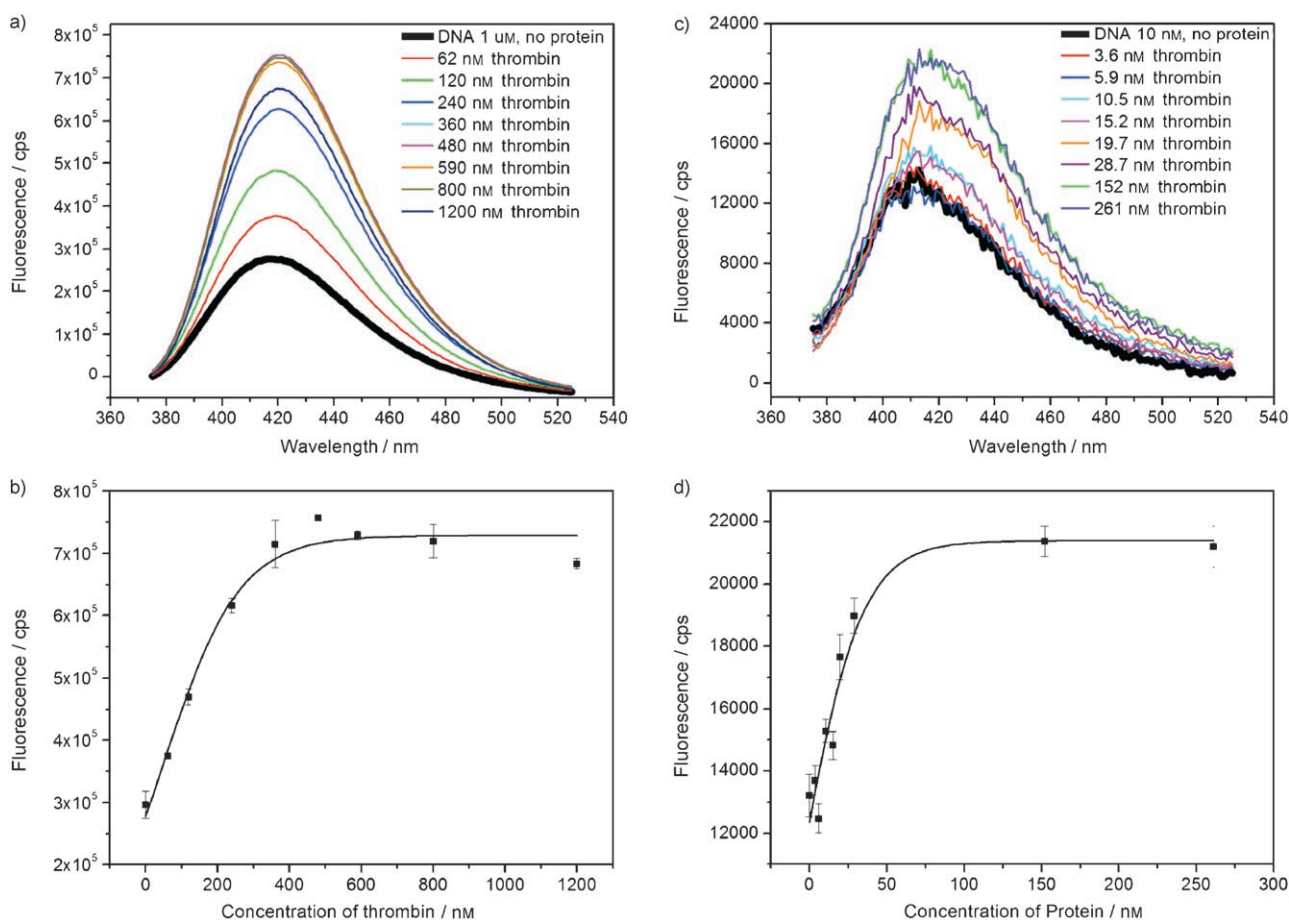 a)
8x10⁵
7x10⁵
6x10⁵
5x10⁵
4x10⁵
3x10⁵
2x10⁵
1x10⁵
0
Fluorescence / cps
DNA 1 uM, no protein
62 nM thrombin
120 nM thrombin
240 nM thrombin
360 nM thrombin
480 nM thrombin
590 nM thrombin
800 nM thrombin
1200 nM thrombin
360 380 400 420 440 460 480 500 520 540
Wavelength / nm
c)
22000
20000
18000
16000
14000
12000
8000
4000
0
Fluorescence / cps
DNA 10 nM, no protein
3.6 nM thrombin
5.9 nM thrombin
10.5 nM thrombin
15.2 nM thrombin
19.7 nM thrombin
28.7 nM thrombin
152 nM thrombin
261 nM thrombin
360 380 400 420 440 460 480 500 520 540
Wavelength / nm
b)
8x10⁵
7x10⁵
6x10⁵
5x10⁵
4x10⁵
3x10⁵
2x10⁵
Fluorescence / cps
0 200 400 600 800 1000 1200
Concentration of thrombin / nM
d)
22000
20000
18000
16000
14000
12000
Fluorescence / cps
0 50 100 150 200 250 300
Concentration of Protein / nM